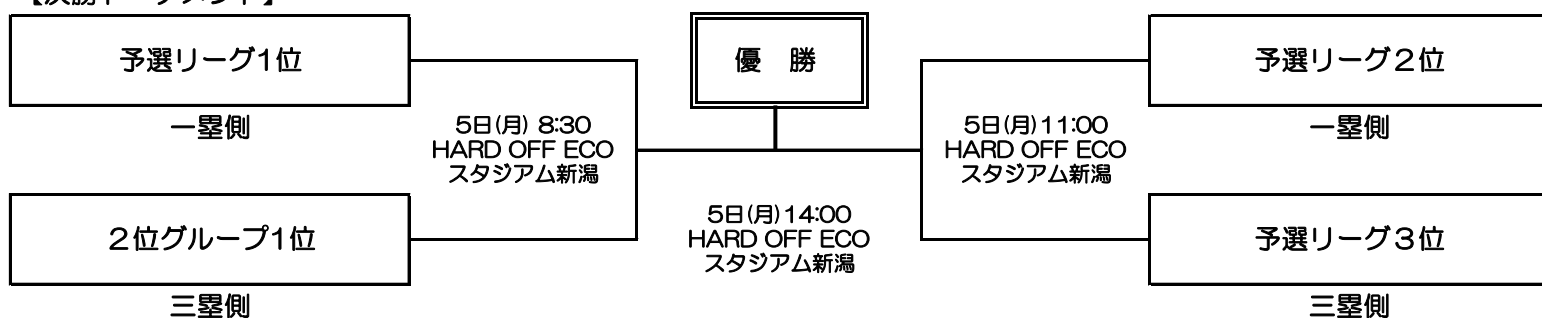 予選リーグ1位
一塁側
5日(月) 8:30
HARD OFF ECO
スタジアム新潟
2位グループ1位
三塁側
優　勝
5日(月)14:00
HARD OFF ECO
スタジアム新潟
予選リーグ2位
一塁側
5日(月)11:00
HARD OFF ECO
スタジアム新潟
予選リーグ3位
三塁側